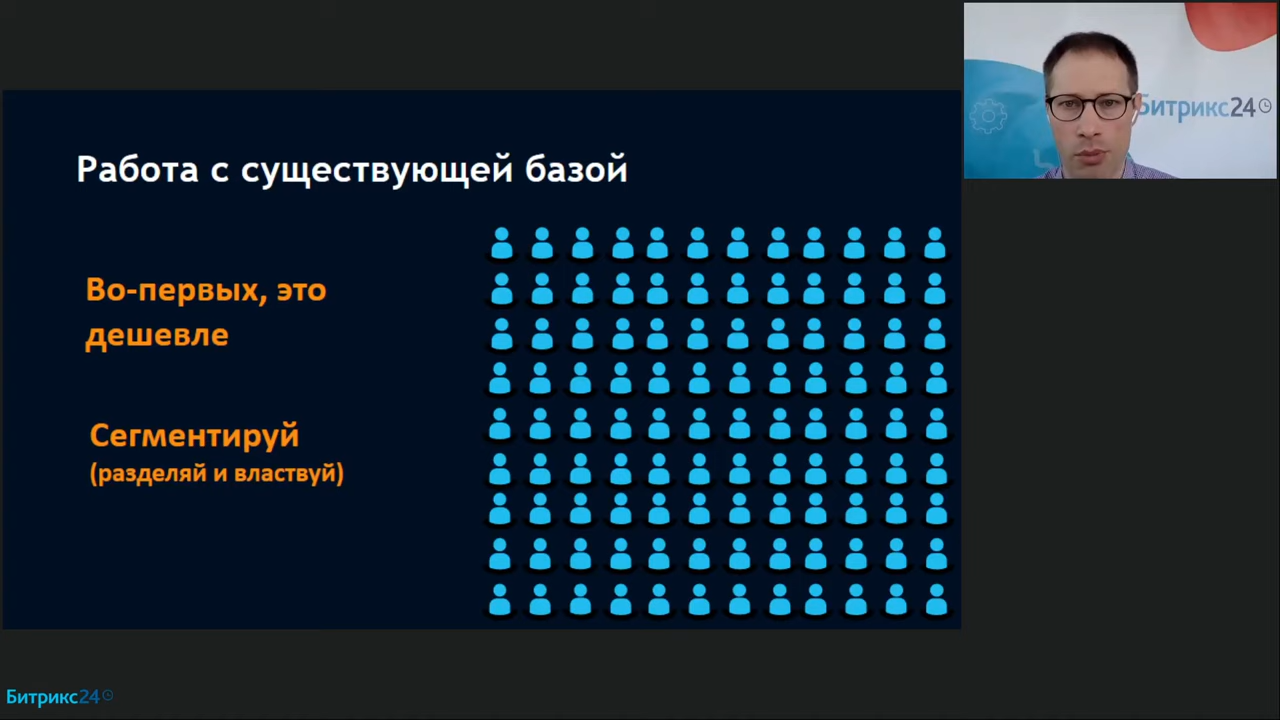 Работа с существующей базой
Во-первых, это
дешевле
Сегментируй
(разделяй и властвуй)
Битрикс24
Битрикс24